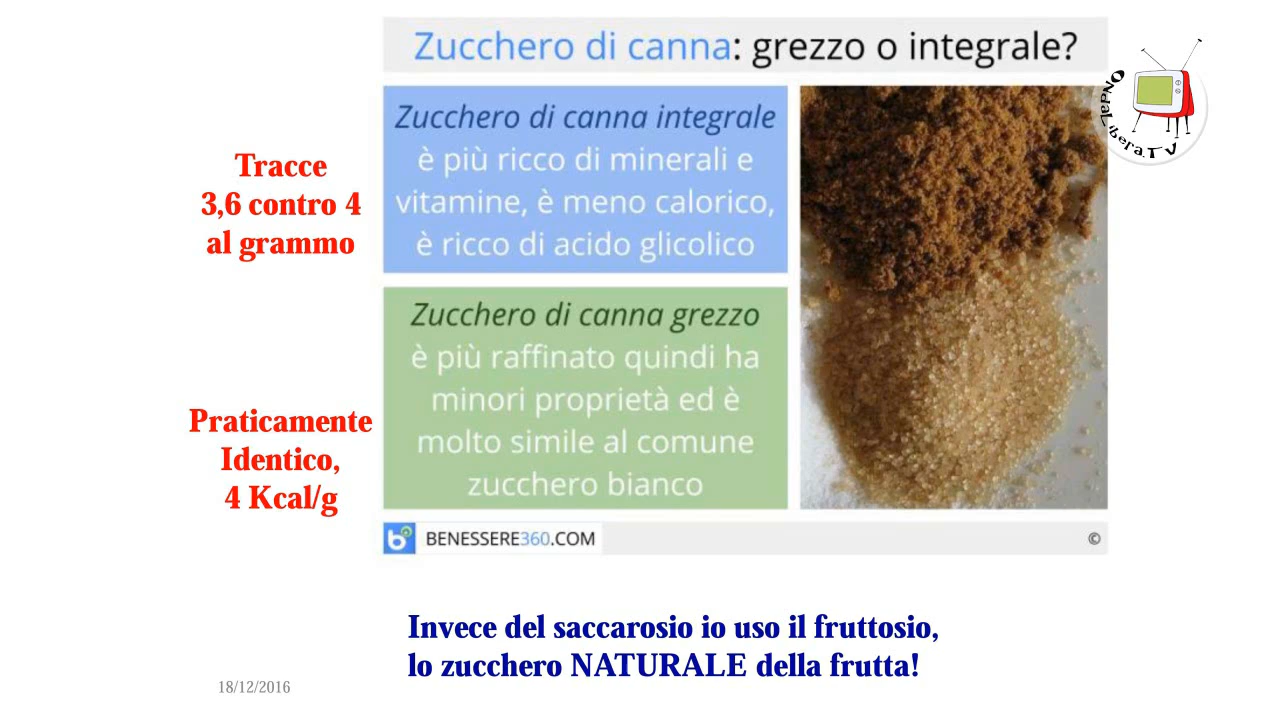 Zucchero di canna: grezzo o integrale?
OndaLibera.TV
Zucchero di canna integrale
è più ricco di minerali e
vitamine, è meno calorico,
è ricco di acido glicolico
Tracce
3,6 contro 4
al grammo
Zucchero di canna grezzo
è più raffinato quindi ha
minori proprietà ed è
molto simile al comune
zucchero bianco
Praticamente
Identico,
4 Kcal/g
b BENESSERE360.COM
©
Invece del saccarosio io uso il fruttosio,
lo zucchero NATURALE della frutta!
18/12/2016